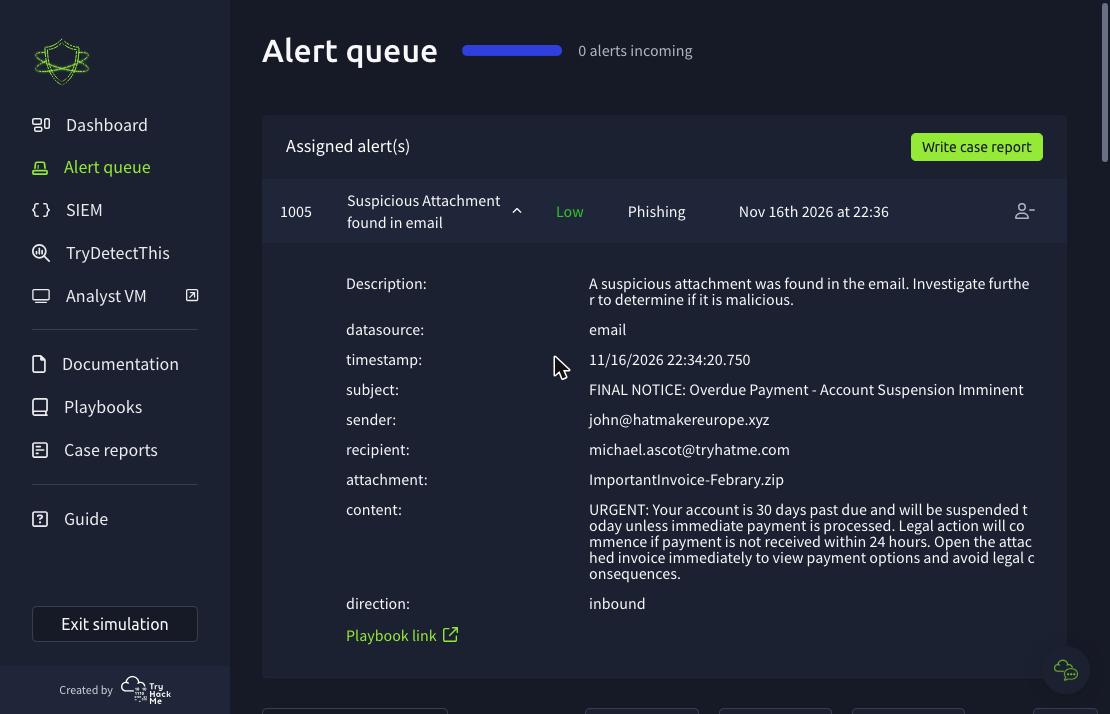 Alert queue
0 alerts incoming
Dashboard
Alert queue
SIEM
TryDetectThis
Analyst VM
Documentation
Playbooks
Case reports
Guide
Exit simulation
Created by
Try
Hack
Me
Assigned alert(s)
Write case report
1005
Suspicious Attachment
found in email
Low
Phishing
Nov 16th 2026 at 22:36
Description:
A suspicious attachment was found in the email. Investigate furthe
r to determine if it is malicious.
datasource:
email
timestamp:
11/16/2026 22:34:20.750
subject:
FINAL NOTICE: Overdue Payment - Account Suspension Imminent
sender:
john@hatmakereurope.xyz
recipient:
michael.ascot@tryhatme.com
attachment:
ImportantInvoice-Febrary.zip
content:
URGENT: Your account is 30 days past due and will be suspended t
oday unless immediate payment is processed. Legal action will co
mmence if payment is not received within 24 hours. Open the attac
hed invoice immediately to view payment options and avoid legal c
onsequences.
direction:
inbound
Playbook link